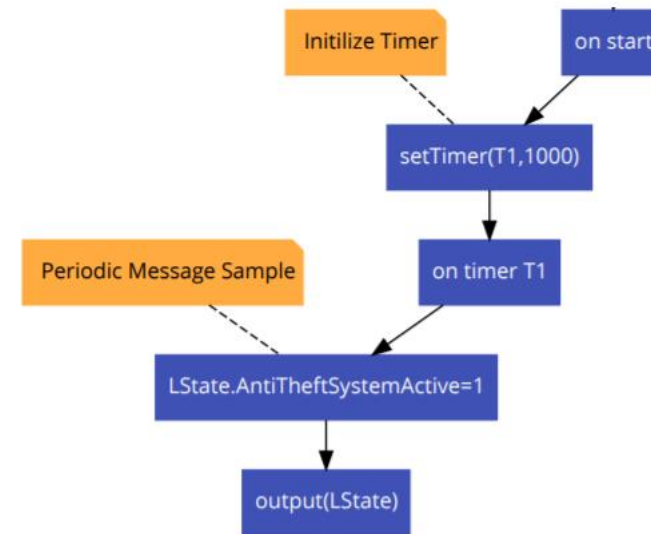 Initilize Timer
on start
setTimer(T1,1000)
on timer T1
Periodic Message Sample
LState.AntiTheftSystemActive=1
output(LState)